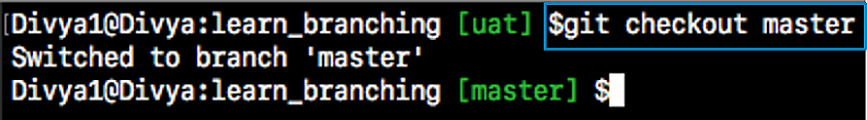 Divya1@Divya:learn_branching [uat] $git checkout master
Switched to branch 'master'
Divya1@Divya:learn_branching [master] $